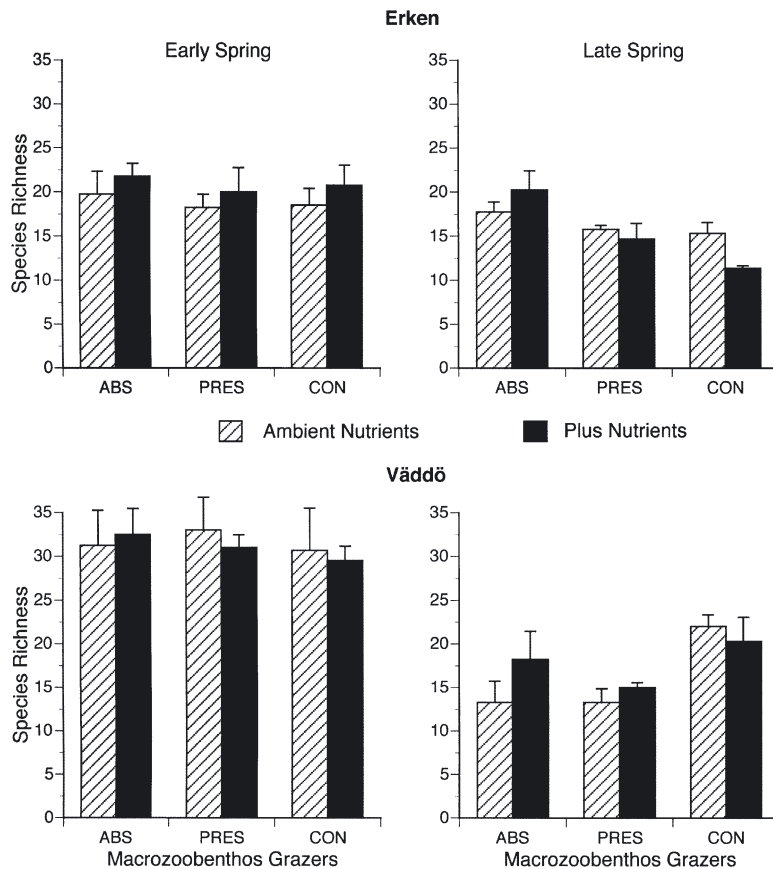 Erken
Early Spring
Late Spring
Species Richness
35
30
25
20
15
10
5
0
ABS PRES CON
35
30
25
20
15
10
5
0
ABS PRES CON
Ambient Nutrients Plus Nutrients
Väddö
Species Richness
35
30
25
20
15
10
5
0
ABS PRES CON
Macrozoobenthos Grazers
35
30
25
20
15
10
5
0
ABS PRES CON
Macrozoobenthos Grazers